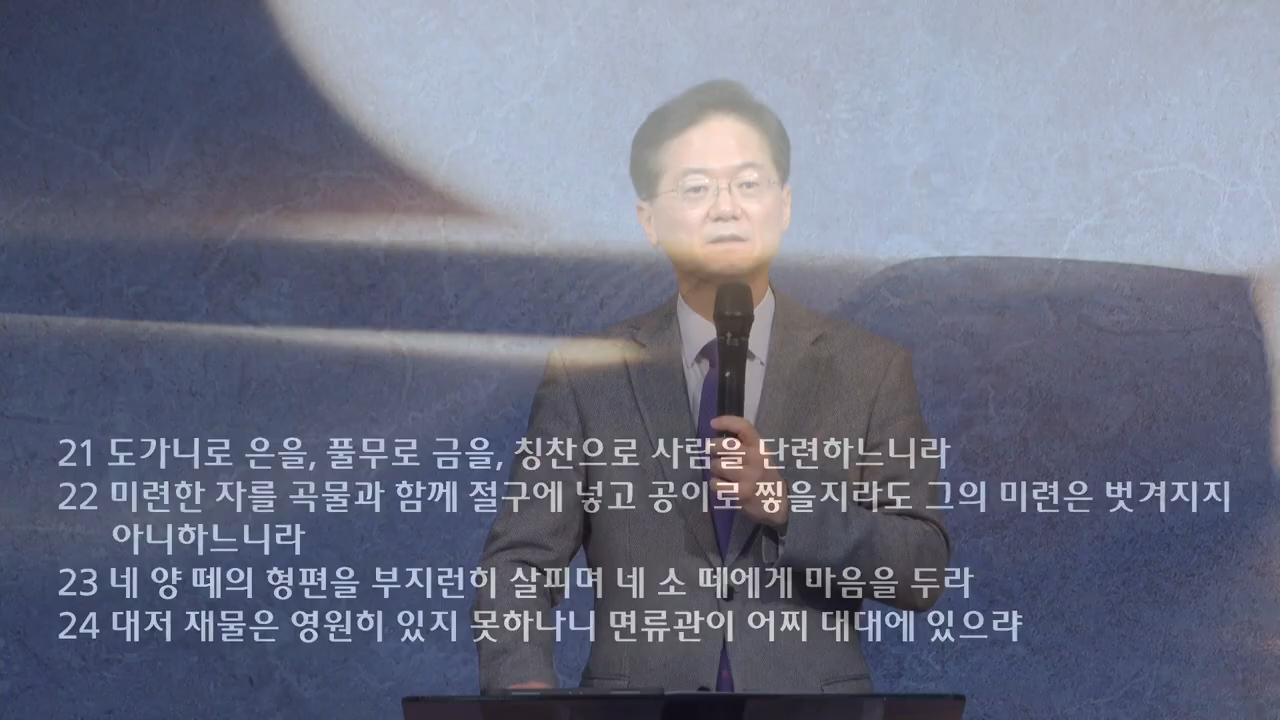 21 도가니로 은을, 풀무로 금을, 칭찬으로 사람을 단련하느니라
22 미련한 자를 곡물과 함께 절구에 넣고 공이로 찧을지라도 그의 미련은 벗겨지지
아니하느니라
23 네 양 떼의 형편을 부지런히 살피며 네 소 떼에게 마음을 두라
24 대저 재물은 영원히 있지 못하나니 면류관이 어찌 대대에 있으랴